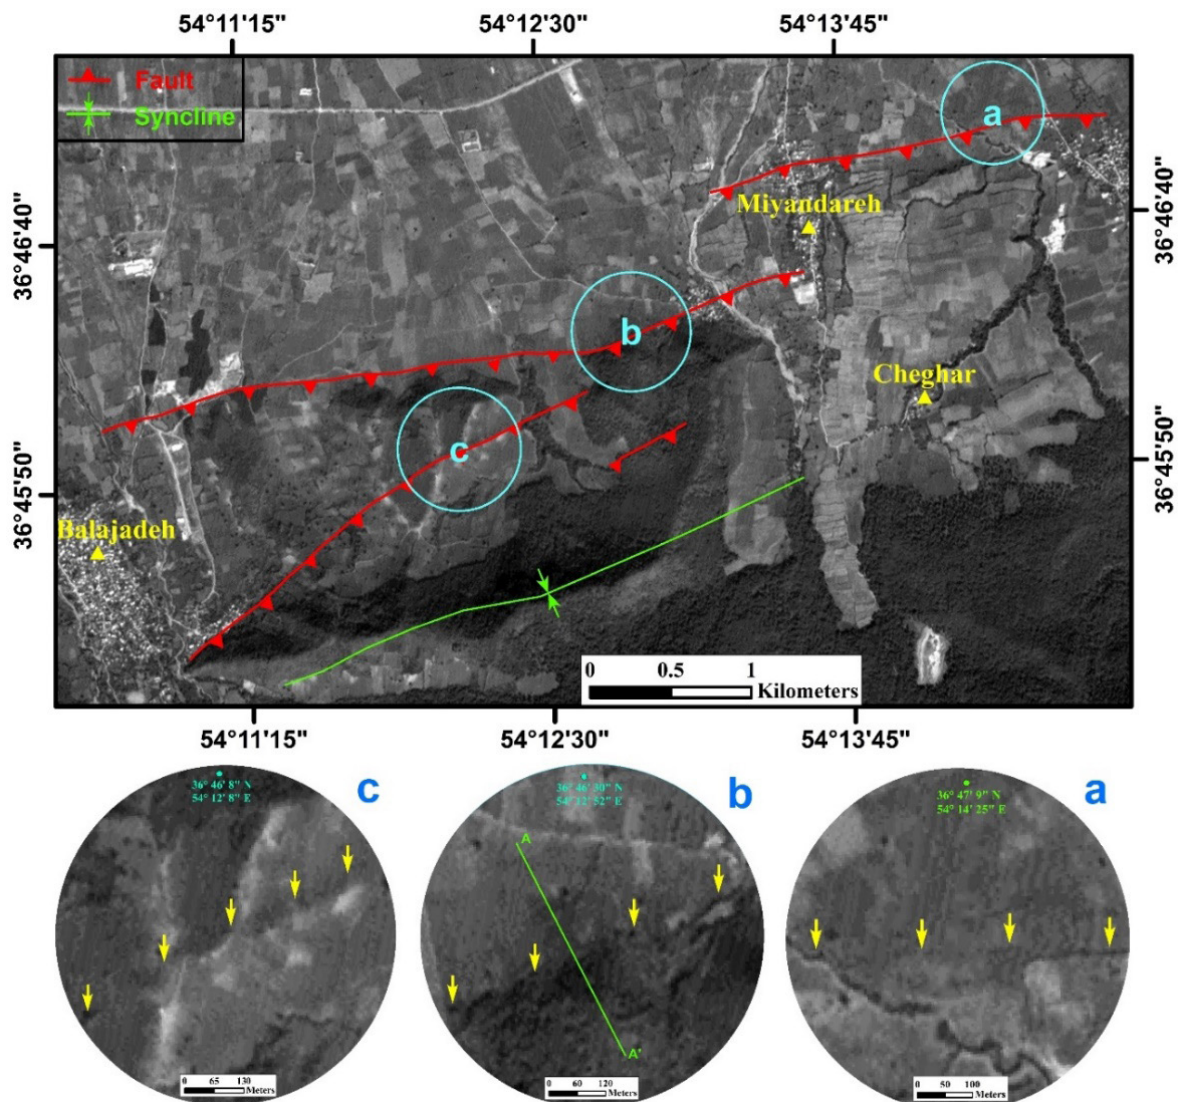 54°11'15" 54°12'30" 54°13'45"
Fault
Syncline
a
Miyandareh
36°46'40" 36°46'40"
b
Cheghar
c
36°45'50" 36°45'50"
Balajadeh
0 0.5 1
Kilometers
54°11'15" 54°12'30" 54°13'45"
c
36° 46' 8" N
54° 12' 8" E
0 65 130
Meters
b
36° 46' 30" N
54° 12' 52" E
A
A'
0 60 120
Meters
a
36° 47' 9" N
54° 14' 25" E
0 50 100
Meters